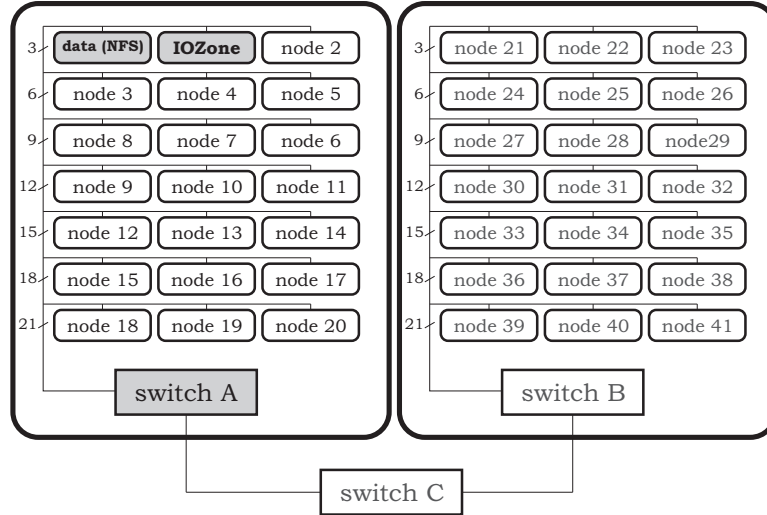 3 data (NFS) IOZone node 2 3 node 21 node 22 node 23
6 node 3 node 4 node 5 6 node 24 node 25 node 26
9 node 8 node 7 node 6 9 node 27 node 28 node29
12 node 9 node 10 node 11 12 node 30 node 31 node 32
15 node 12 node 13 node 14 15 node 33 node 34 node 35
18 node 15 node 16 node 17 18 node 36 node 37 node 38
21 node 18 node 19 node 20 21 node 39 node 40 node 41
switch A switch B
switch C